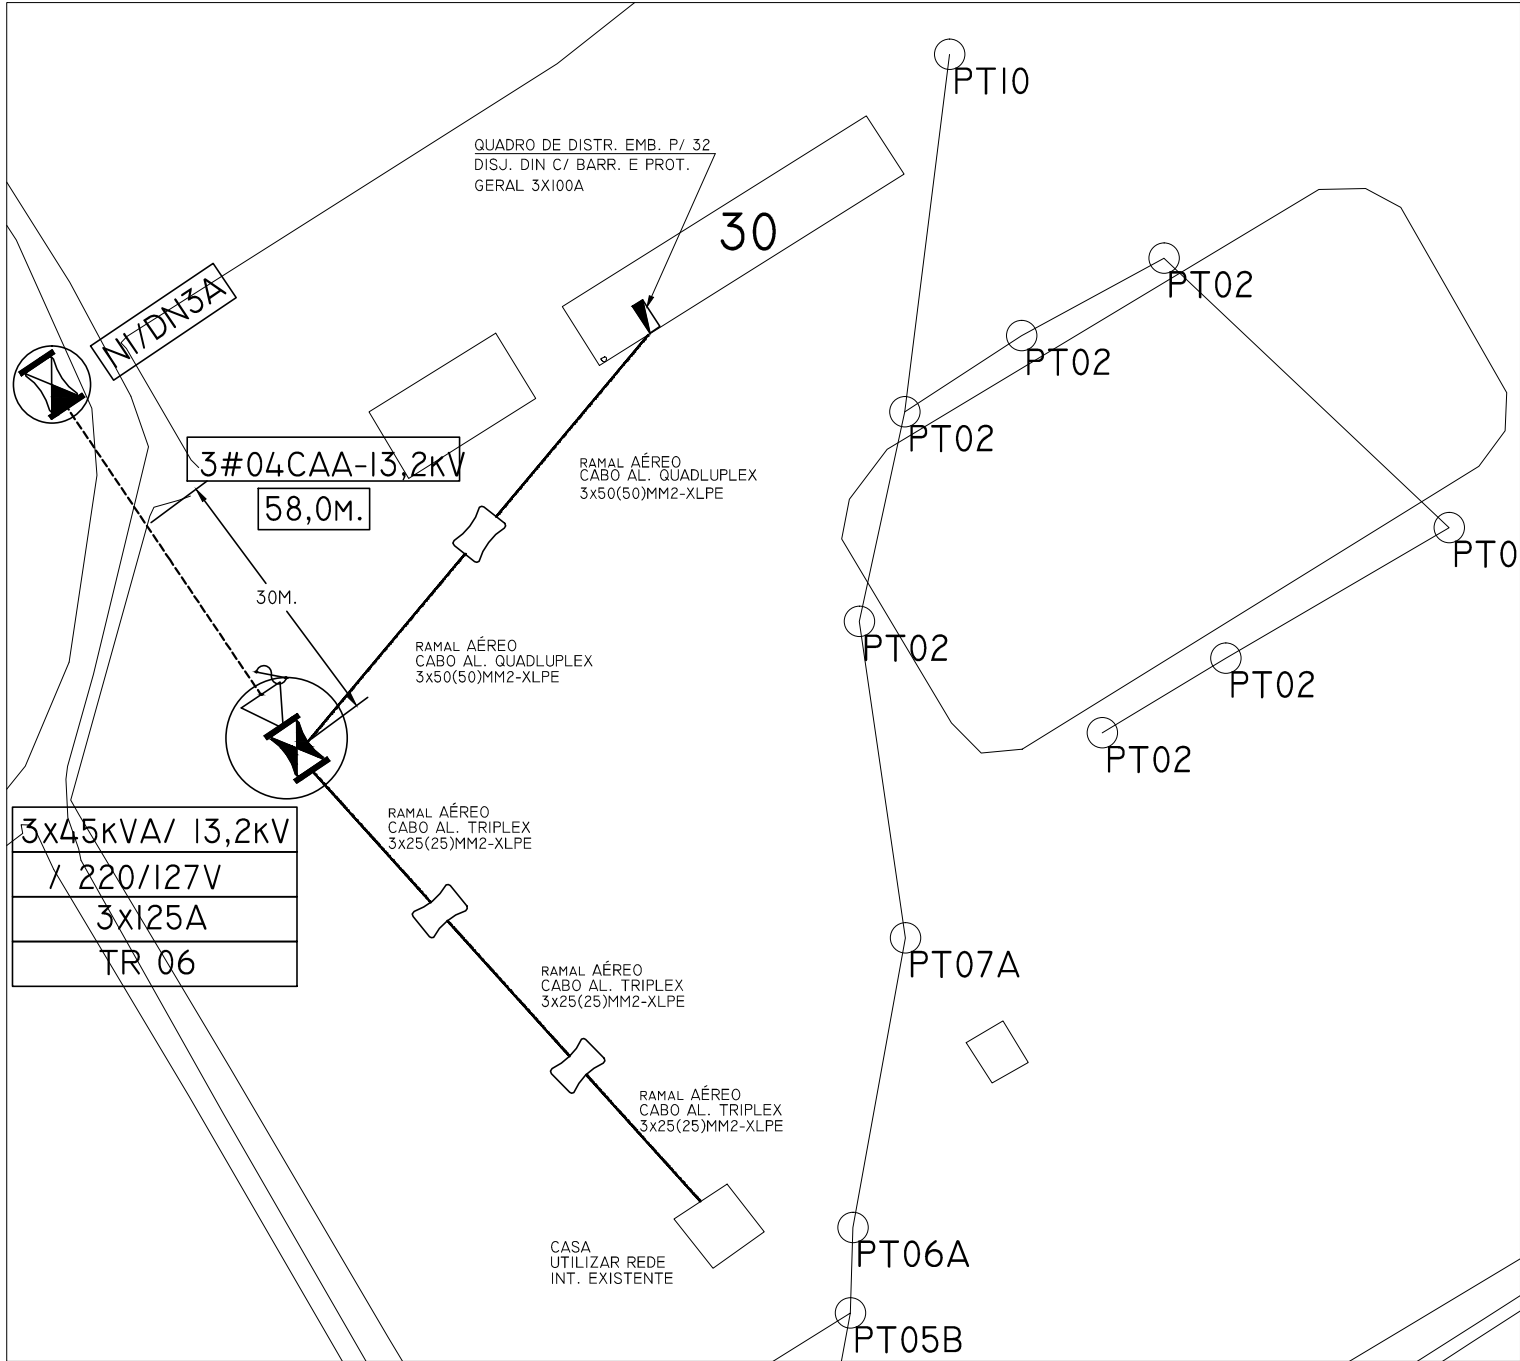 PT10
QUADRO DE DISTR. EMB. P/ 32
DISJ. DIN C/ BARR. E PROT.
GERAL 3X100A
30
N1/DN3A
PT02
PT02
PT02
3#04CAA-13,2KV
58,0M.
RAMAL AÉREO
CABO AL. QUADLUPLEX
3x50(50)MM2-XLPE
PT0
30M.
RAMAL AÉREO
CABO AL. QUADLUPLEX
3x50(50)MM2-XLPE
PT02
PT02
PT02
3x45KVA/ 13,2KV
/ 220/127V
3x125A
TR 06
RAMAL AÉREO
CABO AL. TRIPLEX
3x25(25)MM2-XLPE
RAMAL AÉREO
CABO AL. TRIPLEX
3x25(25)MM2-XLPE
PT07A
RAMAL AÉREO
CABO AL. TRIPLEX
3x25(25)MM2-XLPE
CASA
UTILIZAR REDE
INT. EXISTENTE
PT06A
PT05B